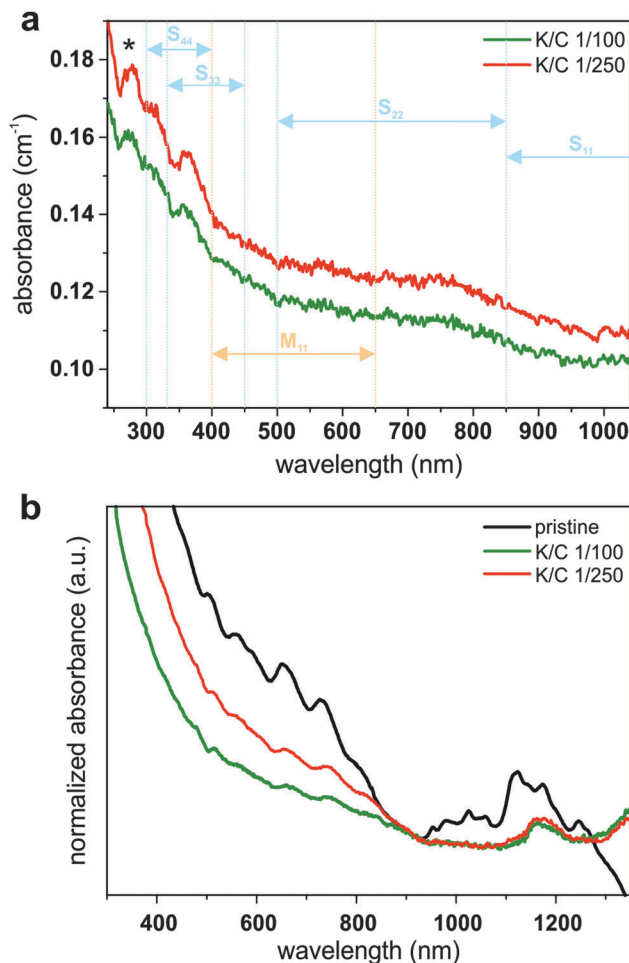 a
K/C 1/100
K/C 1/250
*
S₄₄
S₃₃
S₂₂
S₁₁
M₁₁
absorbance (cm⁻¹)
0.18
0.16
0.14
0.12
0.10
300 400 500 600 700 800 900 1000
wavelength (nm)
b
pristine
K/C 1/100
K/C 1/250
normalized absorbance (a.u.)
400 600 800 1000 1200
wavelength (nm)